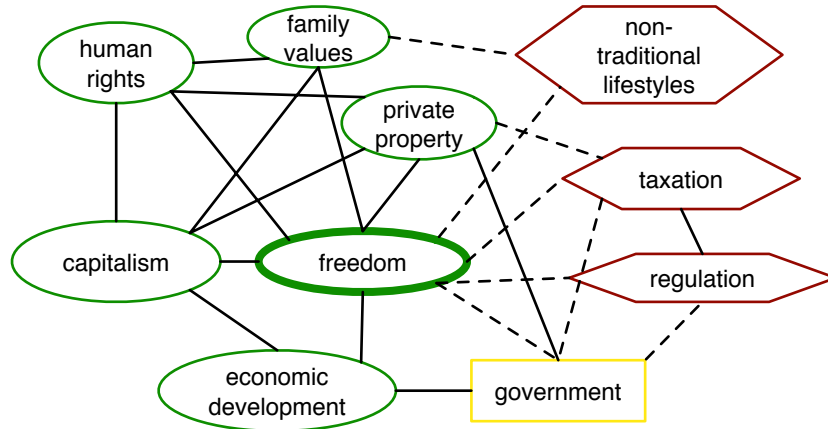 human
rights
family
values
non-
traditional
lifestyles
private
property
taxation
capitalism
freedom
regulation
economic
development
government